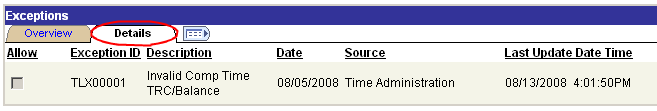 Exceptions
Overview Details
Allow Exception ID Description Date Source Last Update Date Time
TLX00001 Invalid Comp Time TRC/Balance 08/05/2008 Time Administration 08/13/2008 4:01:50PM